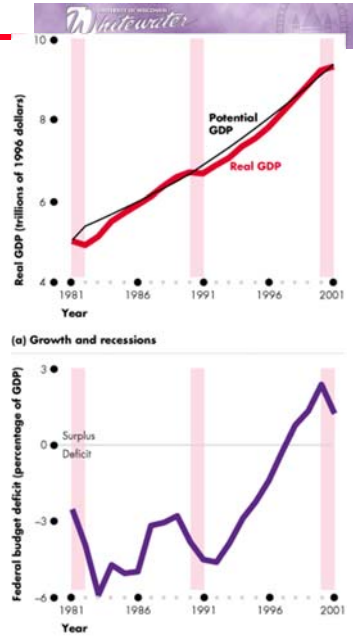 UNIVERSITY OF WISCONSIN
Whitewater
Real GDP (trillions of 1996 dollars)
10
8
6
4
Potential
GDP
Real GDP
1981
1986
1991
1996
2001
Year
(a) Growth and recessions
Federal budget deficit (percentage of GDP)
3
0
-3
-6
Surplus
Deficit
1981
1986
1991
1996
2001
Year